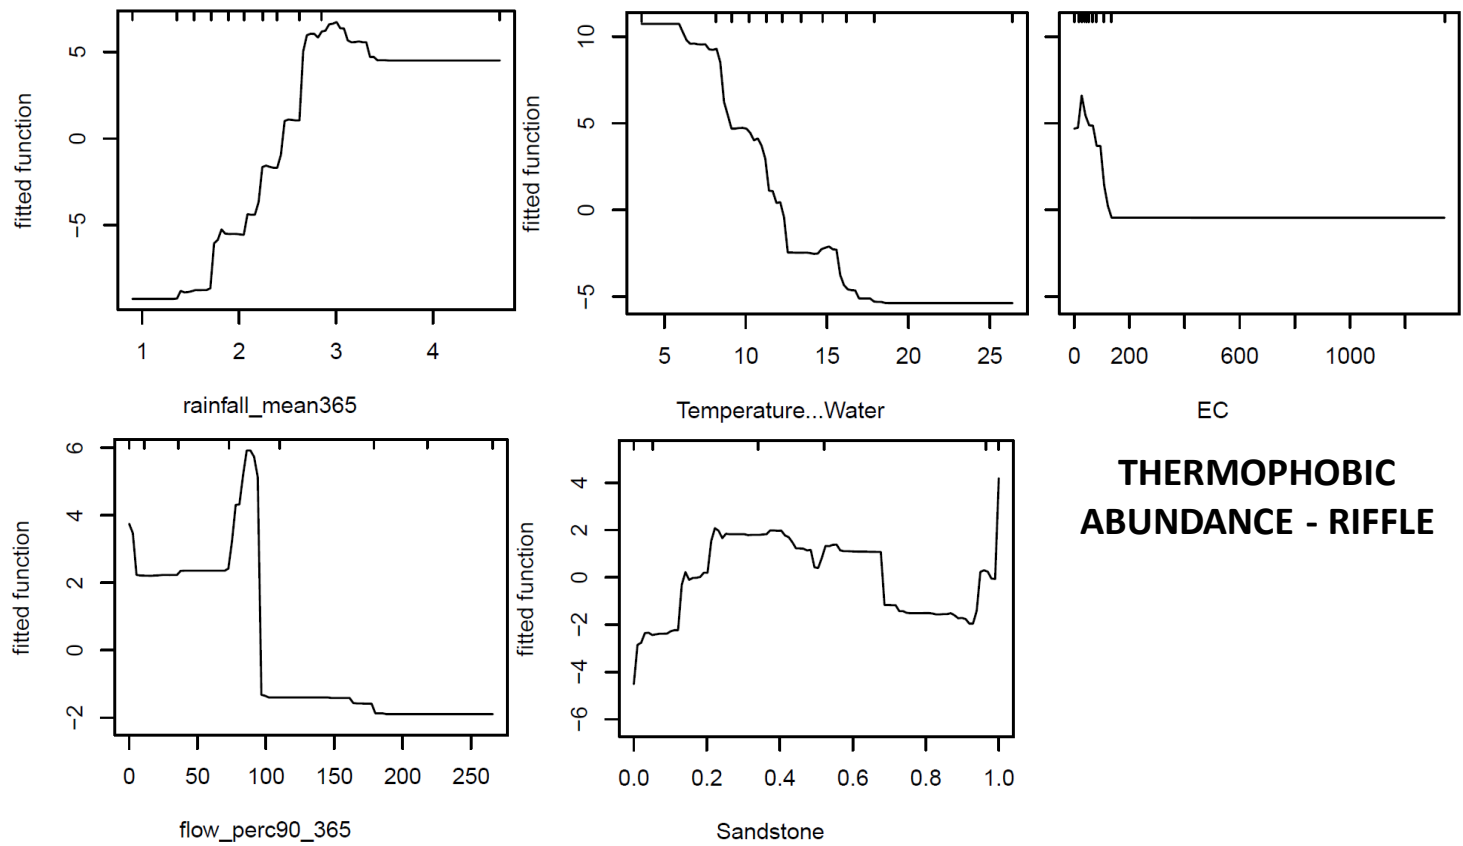 fitted function
5
0
−5
1 2 3 4
rainfall_mean365
fitted function
10
5
0
−5
5 10 15 20 25
Temperature...Water
0 200 600 1000
EC
fitted function
6
4
2
0
−2
0 50 100 150 200 250
flow_perc90_365
fitted function
4
2
0
−2
−4
−6
0.0 0.2 0.4 0.6 0.8 1.0
Sandstone
THERMOPHOBIC
ABUNDANCE - RIFFLE